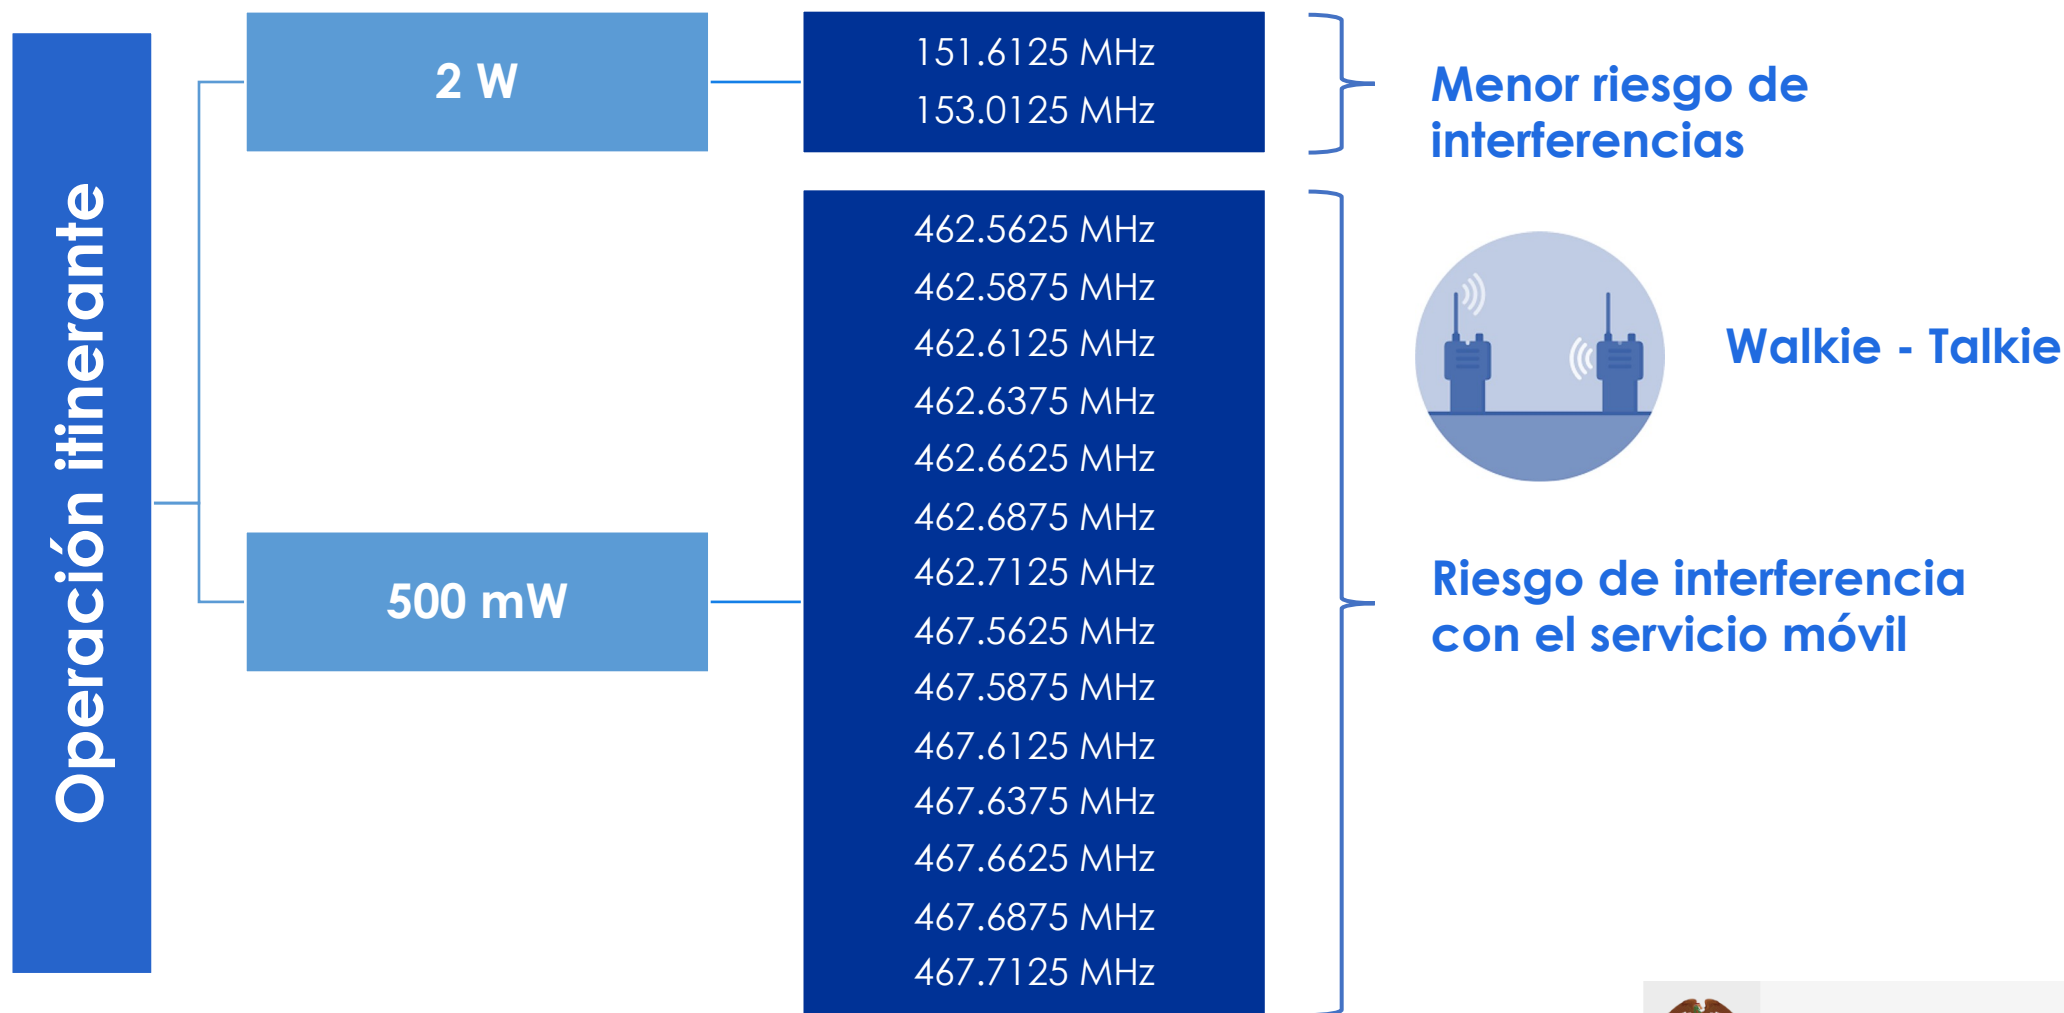 Operación itinerante
2 W
151.6125 MHz
153.0125 MHz
Menor riesgo de
interferencias
500 mW
462.5625 MHz
462.5875 MHz
462.6125 MHz
462.6375 MHz
462.6625 MHz
462.6875 MHz
462.7125 MHz
467.5625 MHz
467.5875 MHz
467.6125 MHz
467.6375 MHz
467.6625 MHz
467.6875 MHz
467.7125 MHz
Walkie - Talkie
Riesgo de interferencia
con el servicio móvil